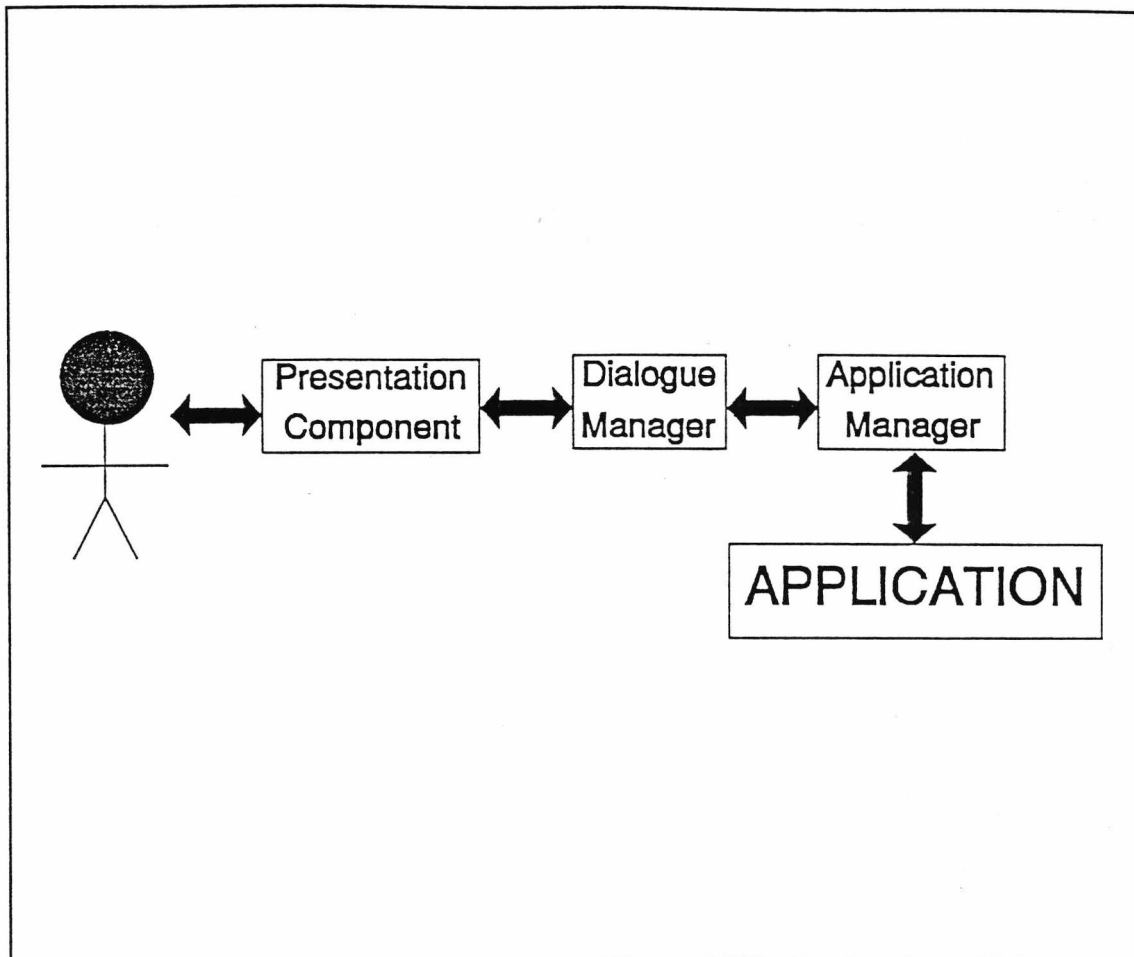 Presentation
Component
Dialogue
Manager
Application
Manager
APPLICATION